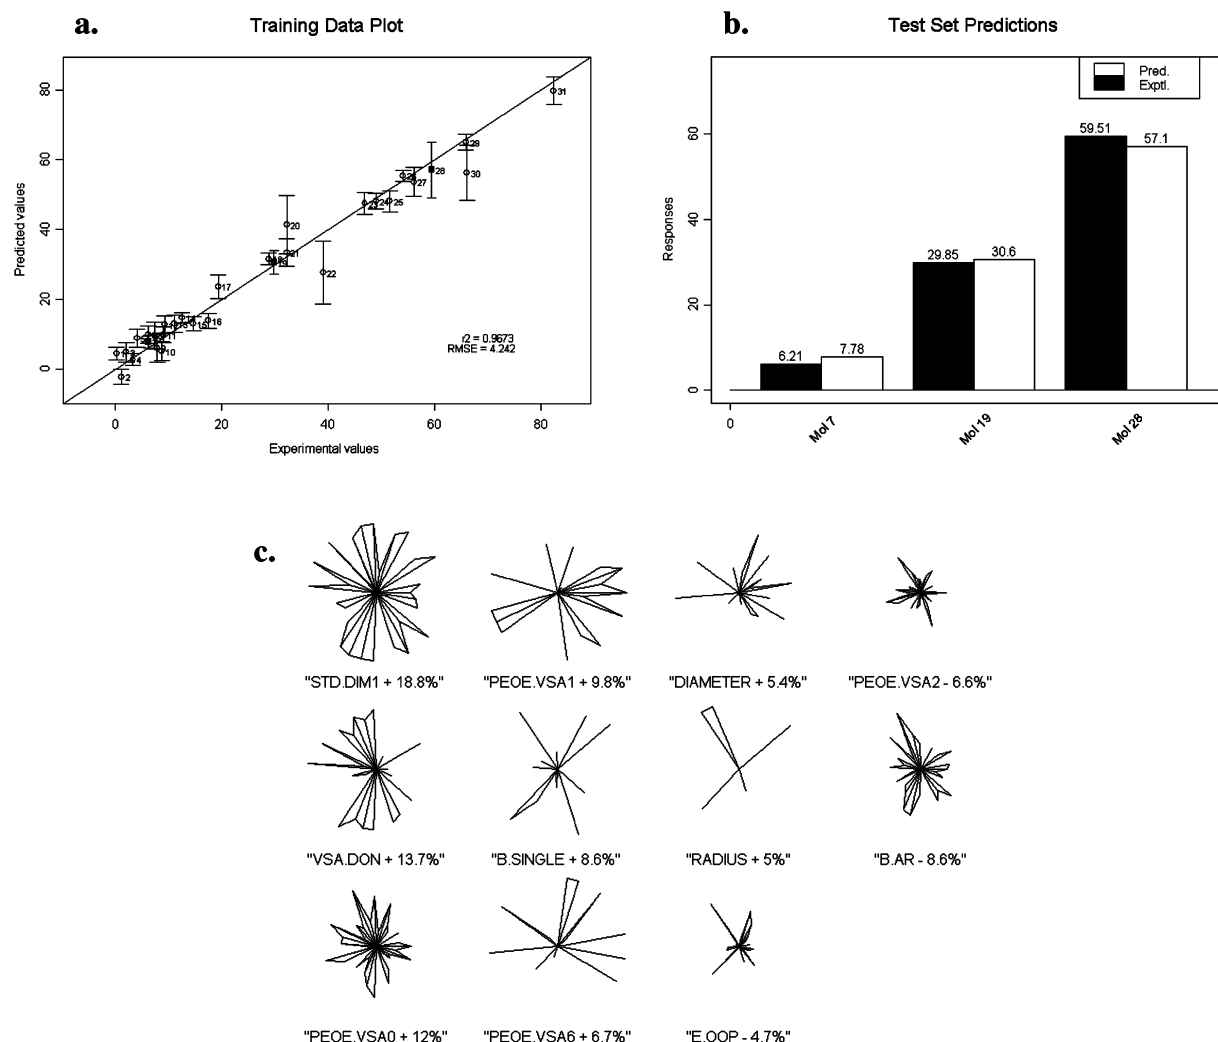 a.
Training Data Plot
Predicted values
80
60
40
20
0
31
29
30
28
26
27
23
24
25
20
21
22
17
16
15
10
4
2
r2 = 0.9673
RMSE = 4.242
0
20
40
60
80
Experimental values
b.
Test Set Predictions
Pred.
Exptl.
Responses
60
40
20
0
6.21
7.78
29.85
30.6
59.51
57.1
0
Mol 7
Mol 19
Mol 28
c.
"STD.DIM1 + 18.8%"
"PEOE.VSA1 + 9.8%"
"DIAMETER + 5.4%"
"PEOE.VSA2 - 6.6%"
"VSA.DON + 13.7%"
"B.SINGLE + 8.6%"
"RADIUS + 5%"
"B.AR - 8.6%"
"PEOE.VSA0 + 12%"
"PEOE.VSA6 + 6.7%"
"E.OOP - 4.7%"